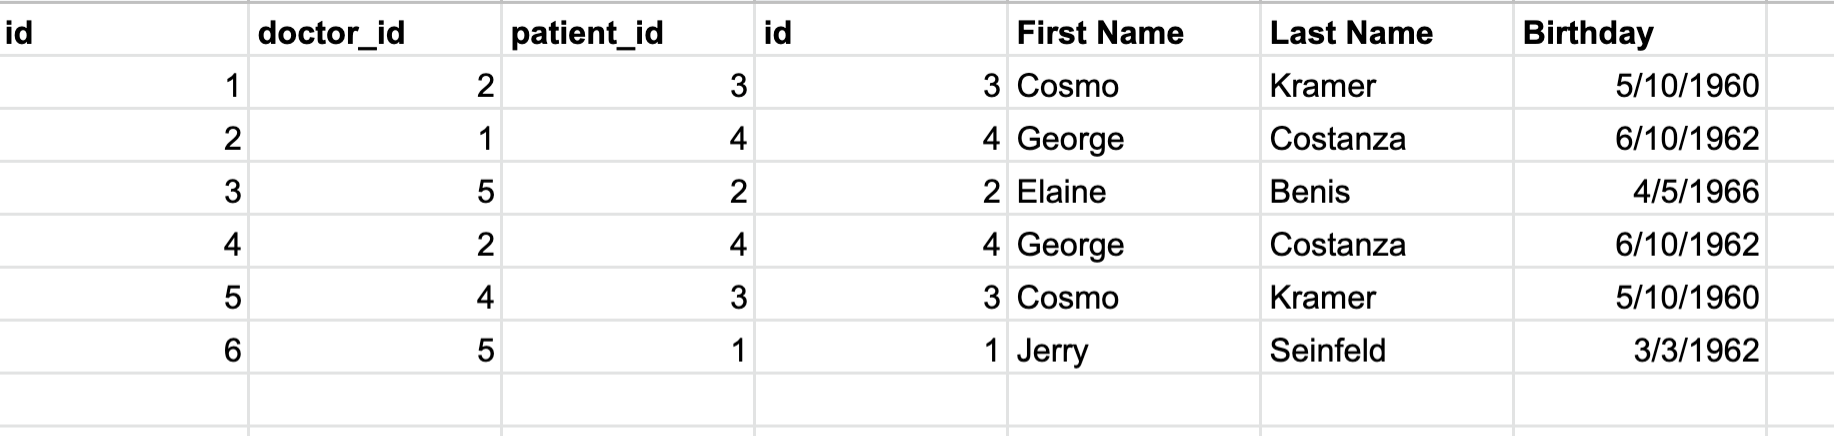 id doctor_id patient_id id First Name Last Name Birthday
1 2 3 3 Cosmo Kramer 5/10/1960
2 1 4 4 George Costanza 6/10/1962
3 5 2 2 Elaine Benis 4/5/1966
4 2 4 4 George Costanza 6/10/1962
5 4 3 3 Cosmo Kramer 5/10/1960
6 5 1 1 Jerry Seinfeld 3/3/1962